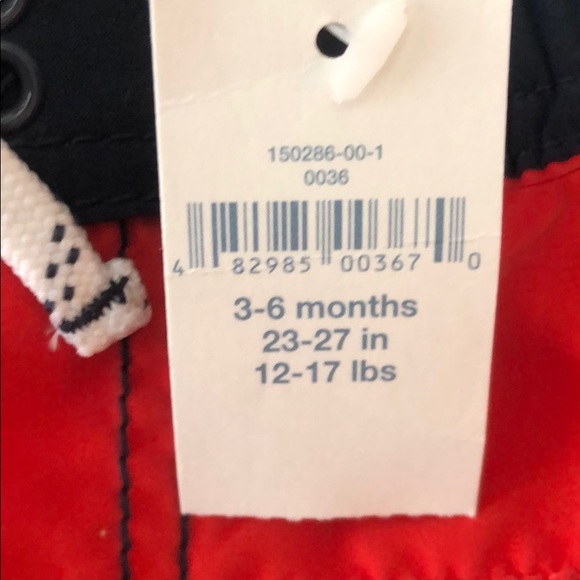 150286-00-1
0036
4 82985 00367 0
3-6 months
23-27 in
12-17 lbs